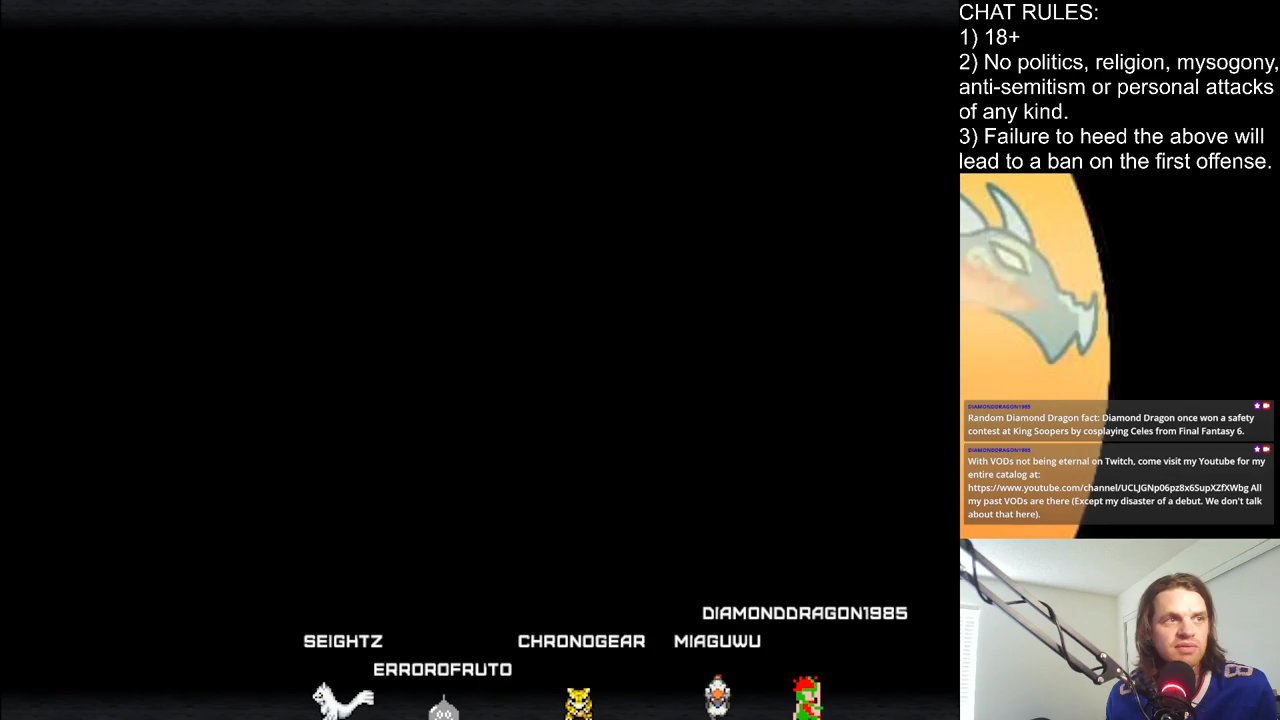 CHAT RULES:
1) 18+
2) No politics, religion, mysogony,
anti-semitism or personal attacks
of any kind.
3) Failure to heed the above will
lead to a ban on the first offense.
DIAMONDDRAGON1985
Random Diamond Dragon fact: Diamond Dragon once won a safety
contest at King Soopers by cosplaying Celes from Final Fantasy 6.
DIAMONDDRAGON1985
With VODs not being eternal on Twitch, come visit my Youtube for my
entire catalog at:
https://www.youtube.com/channel/UCLJGNp06pz8x6SupXZfXWbg All
my past VODs are there (Except my disaster of a debut. We don't talk
about that here).
DIAMONDDRAGON1985
SEIGHTZ
CHRONOGEAR
MIAGUWU
ERROROFRUTO